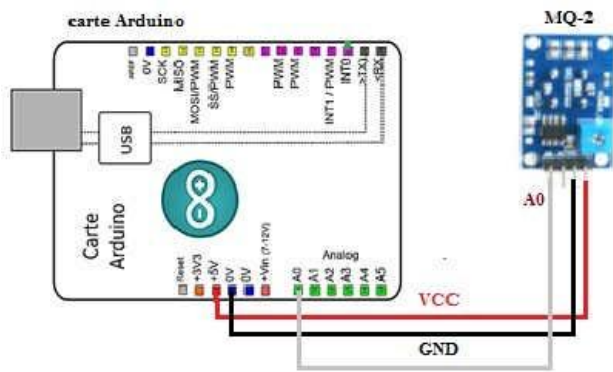 carte Arduino
MQ-2
AREF
0V
SCK
MISO
MOSI/PWM
SS/PWM
PWM
PWM
PWM
INT1 / PWM
INT0
>TX)
<RX
USB
Carte
Arduino
Reset
+3V3
+5V
0V
0V
+Vin (7-12V)
Analog
A0
A1
A2
A3
A4
A5
A0
VCC
GND